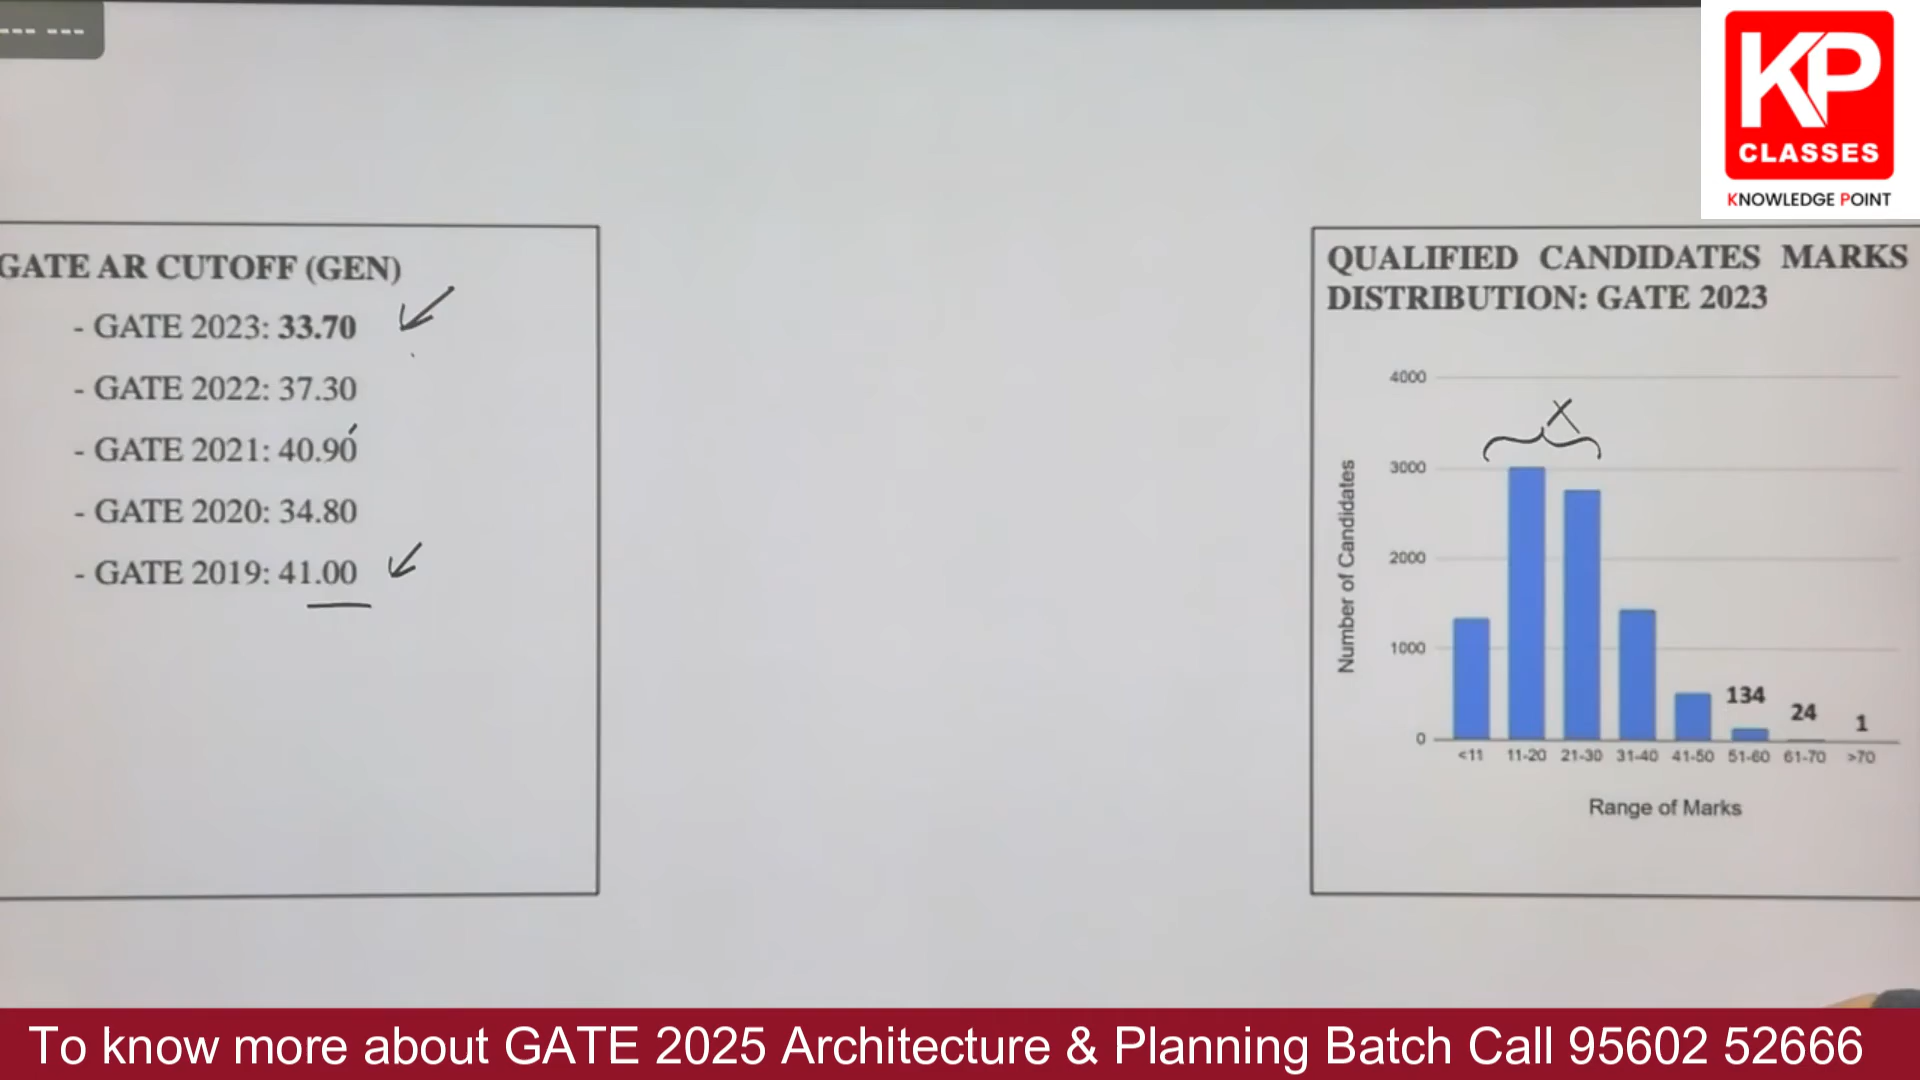 KP
CLASSES
KNOWLEDGE POINT
GATE AR CUTOFF (GEN)
- GATE 2023: 33.70
- GATE 2022: 37.30
- GATE 2021: 40.90
- GATE 2020: 34.80
- GATE 2019: 41.00
QUALIFIED CANDIDATES MARKS
DISTRIBUTION: GATE 2023
4000
3000
2000
1000
0
Number of Candidates
134
24
1
<11 11-20 21-30 31-40 41-50 51-60 61-70 >70
Range of Marks
To know more about GATE 2025 Architecture & Planning Batch Call 95602 52666